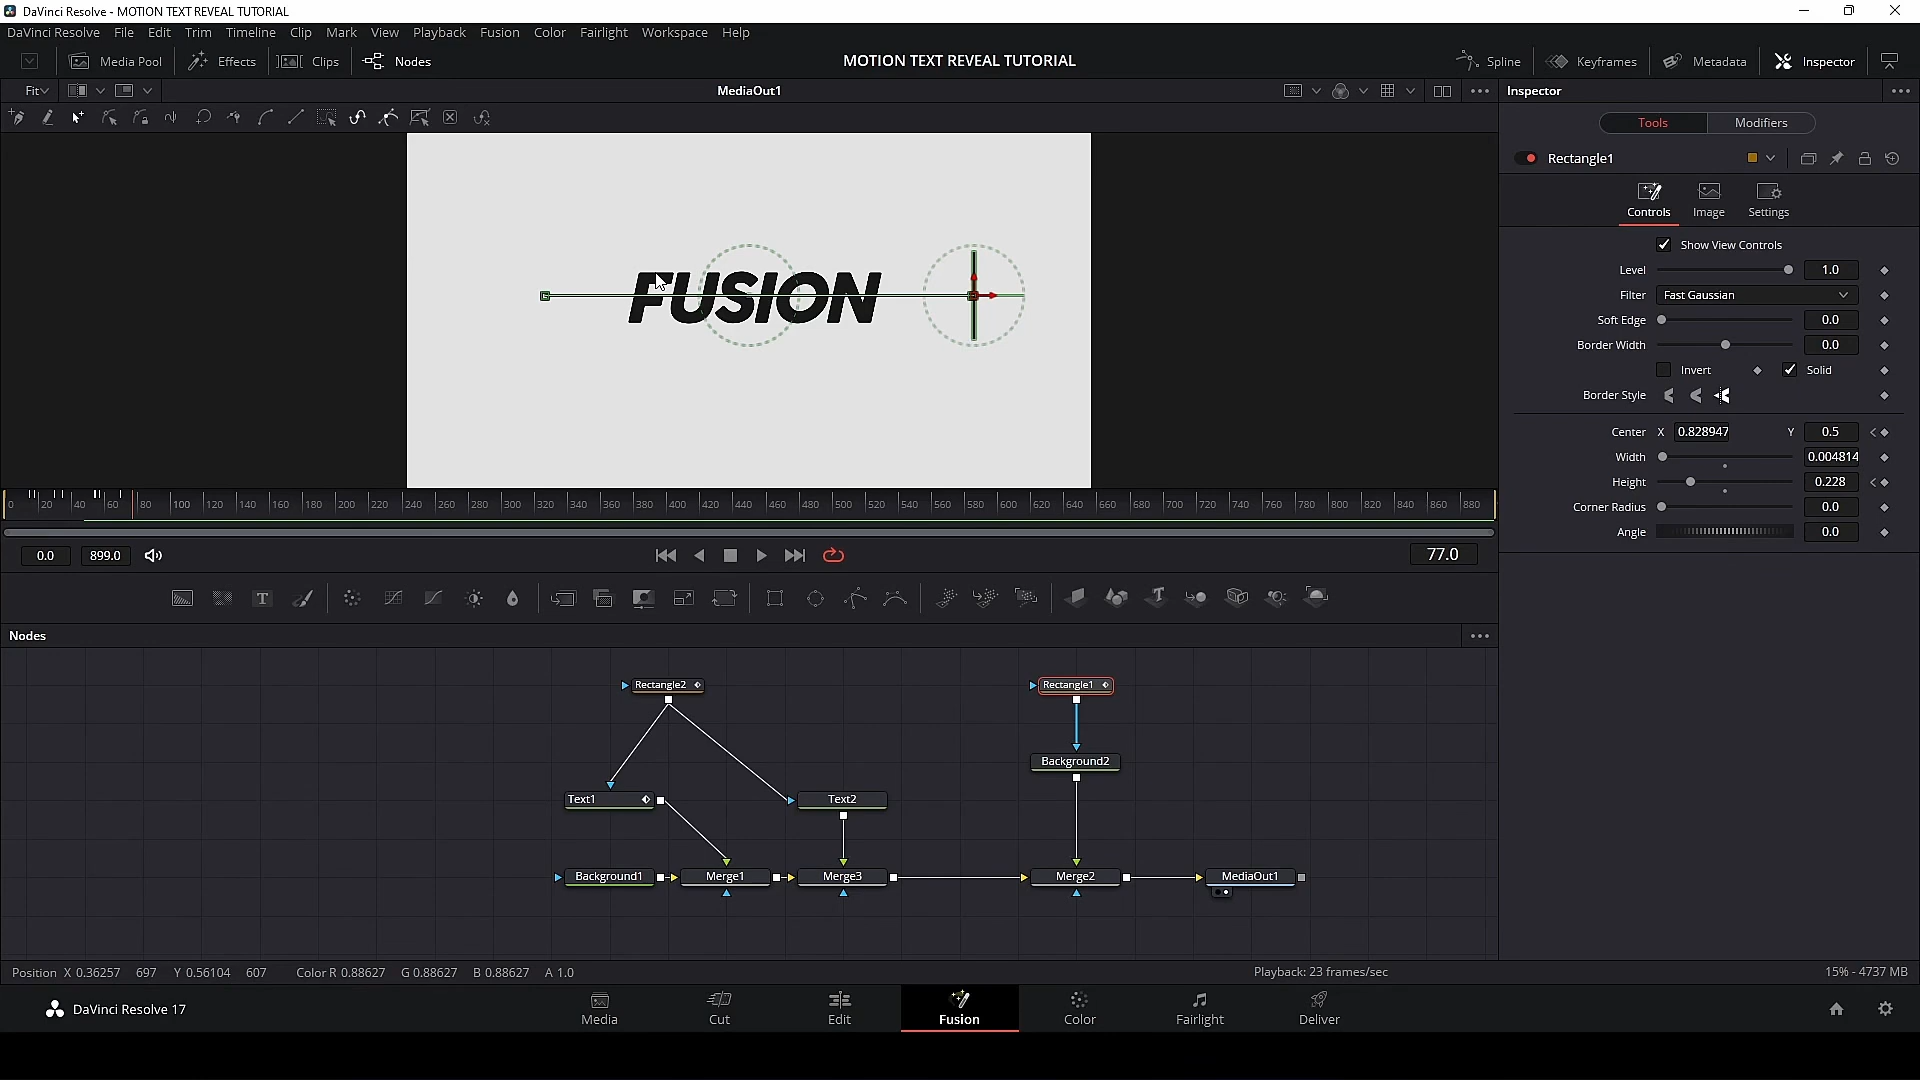 DaVinci Resolve - MOTION TEXT REVEAL TUTORIAL
DaVinci Resolve File Edit Trim Timeline Clip Mark View Playback Fusion Color Fairlight Workspace Help
Media Pool Effects Clips Nodes MOTION TEXT REVEAL TUTORIAL Spline Keyframes Metadata Inspector
Fit MediaOut1 Inspector
Tools Modifiers
Rectangle1
Controls Image Settings
Show View Controls
Level 1.0
Filter Fast Gaussian
Soft Edge 0.0
Border Width 0.0
Invert Solid
Border Style
Center X 0.828947 Y 0.5
Width 0.004814
Height 0.228
Corner Radius 0.0
Angle 0.0
FUSION
0 20 40 60 80 100 120 140 160 180 200 220 240 260 280 300 320 340 360 380 400 420 440 460 480 500 520 540 560 580 600 620 640 660 680 700 720 740 760 780 800 820 840 860 880
0.0 899.0 77.0
Nodes
Rectangle2 Rectangle1
Background2
Text1 Text2
Background1 Merge1 Merge3 Merge2 MediaOut1
Position X 0.36257 697 Y 0.56104 607 Color R 0.88627 G 0.88627 B 0.88627 A 1.0 Playback: 23 frames/sec 15% - 4737 MB
DaVinci Resolve 17 Media Cut Edit Fusion Color Fairlight Deliver